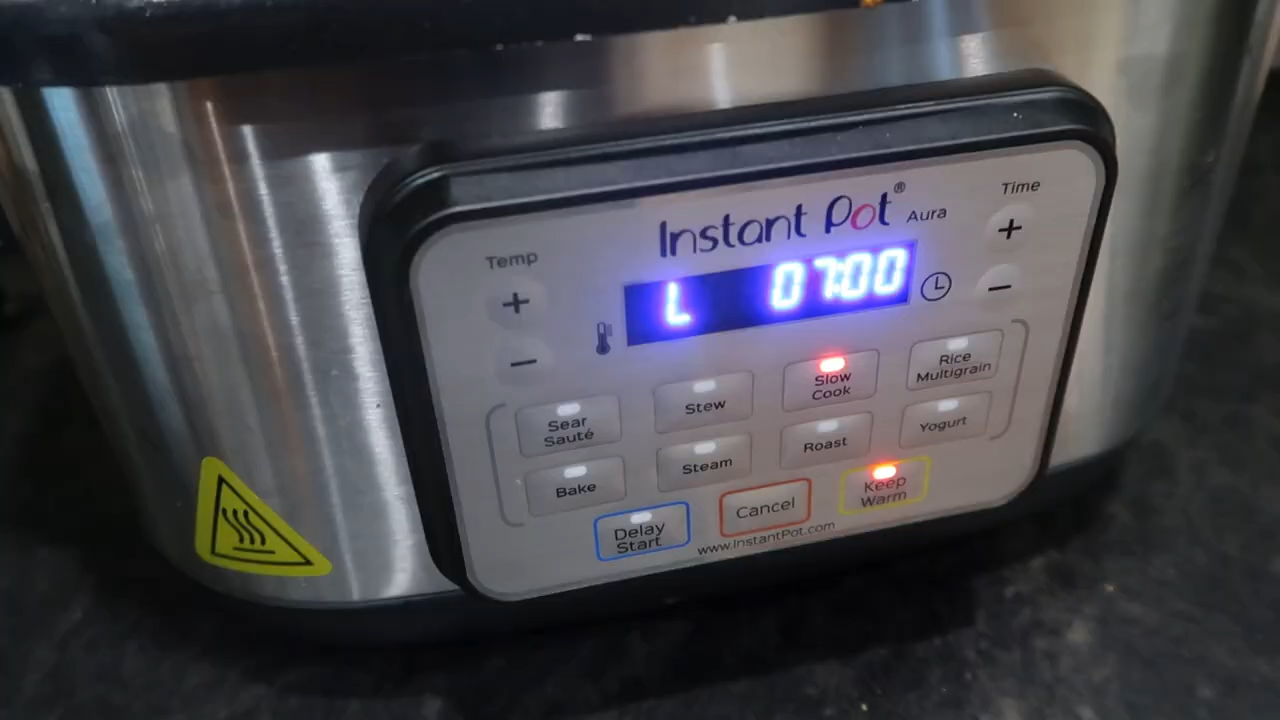 Time
Instant Pot® Aura
Temp
+
+
L 07:00
−
−
Rice
Multigrain
Slow
Cook
Stew
Sear
Sauté
Yogurt
Roast
Steam
Bake
Keep
Warm
Cancel
Delay
Start
www.InstantPot.com